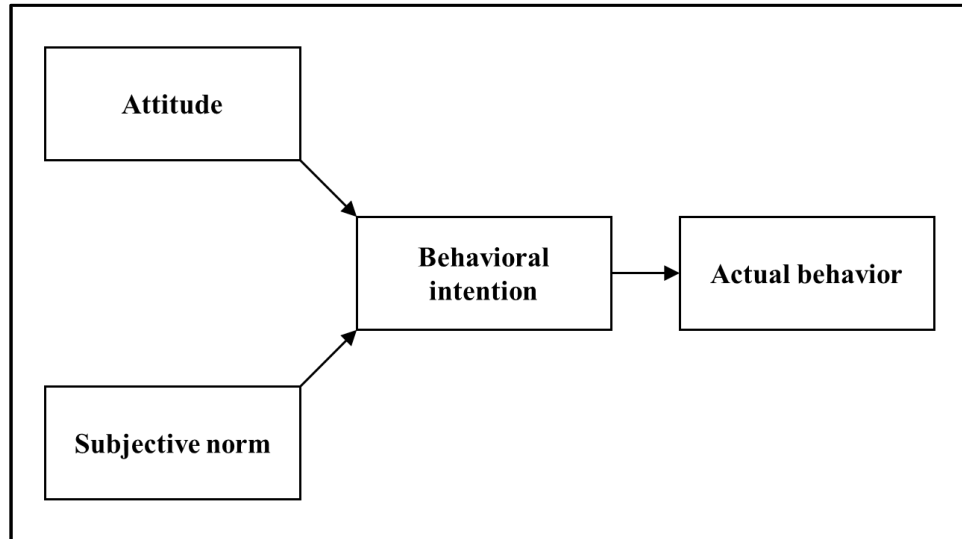 Attitude
Behavioral
intention
Actual behavior
Subjective norm